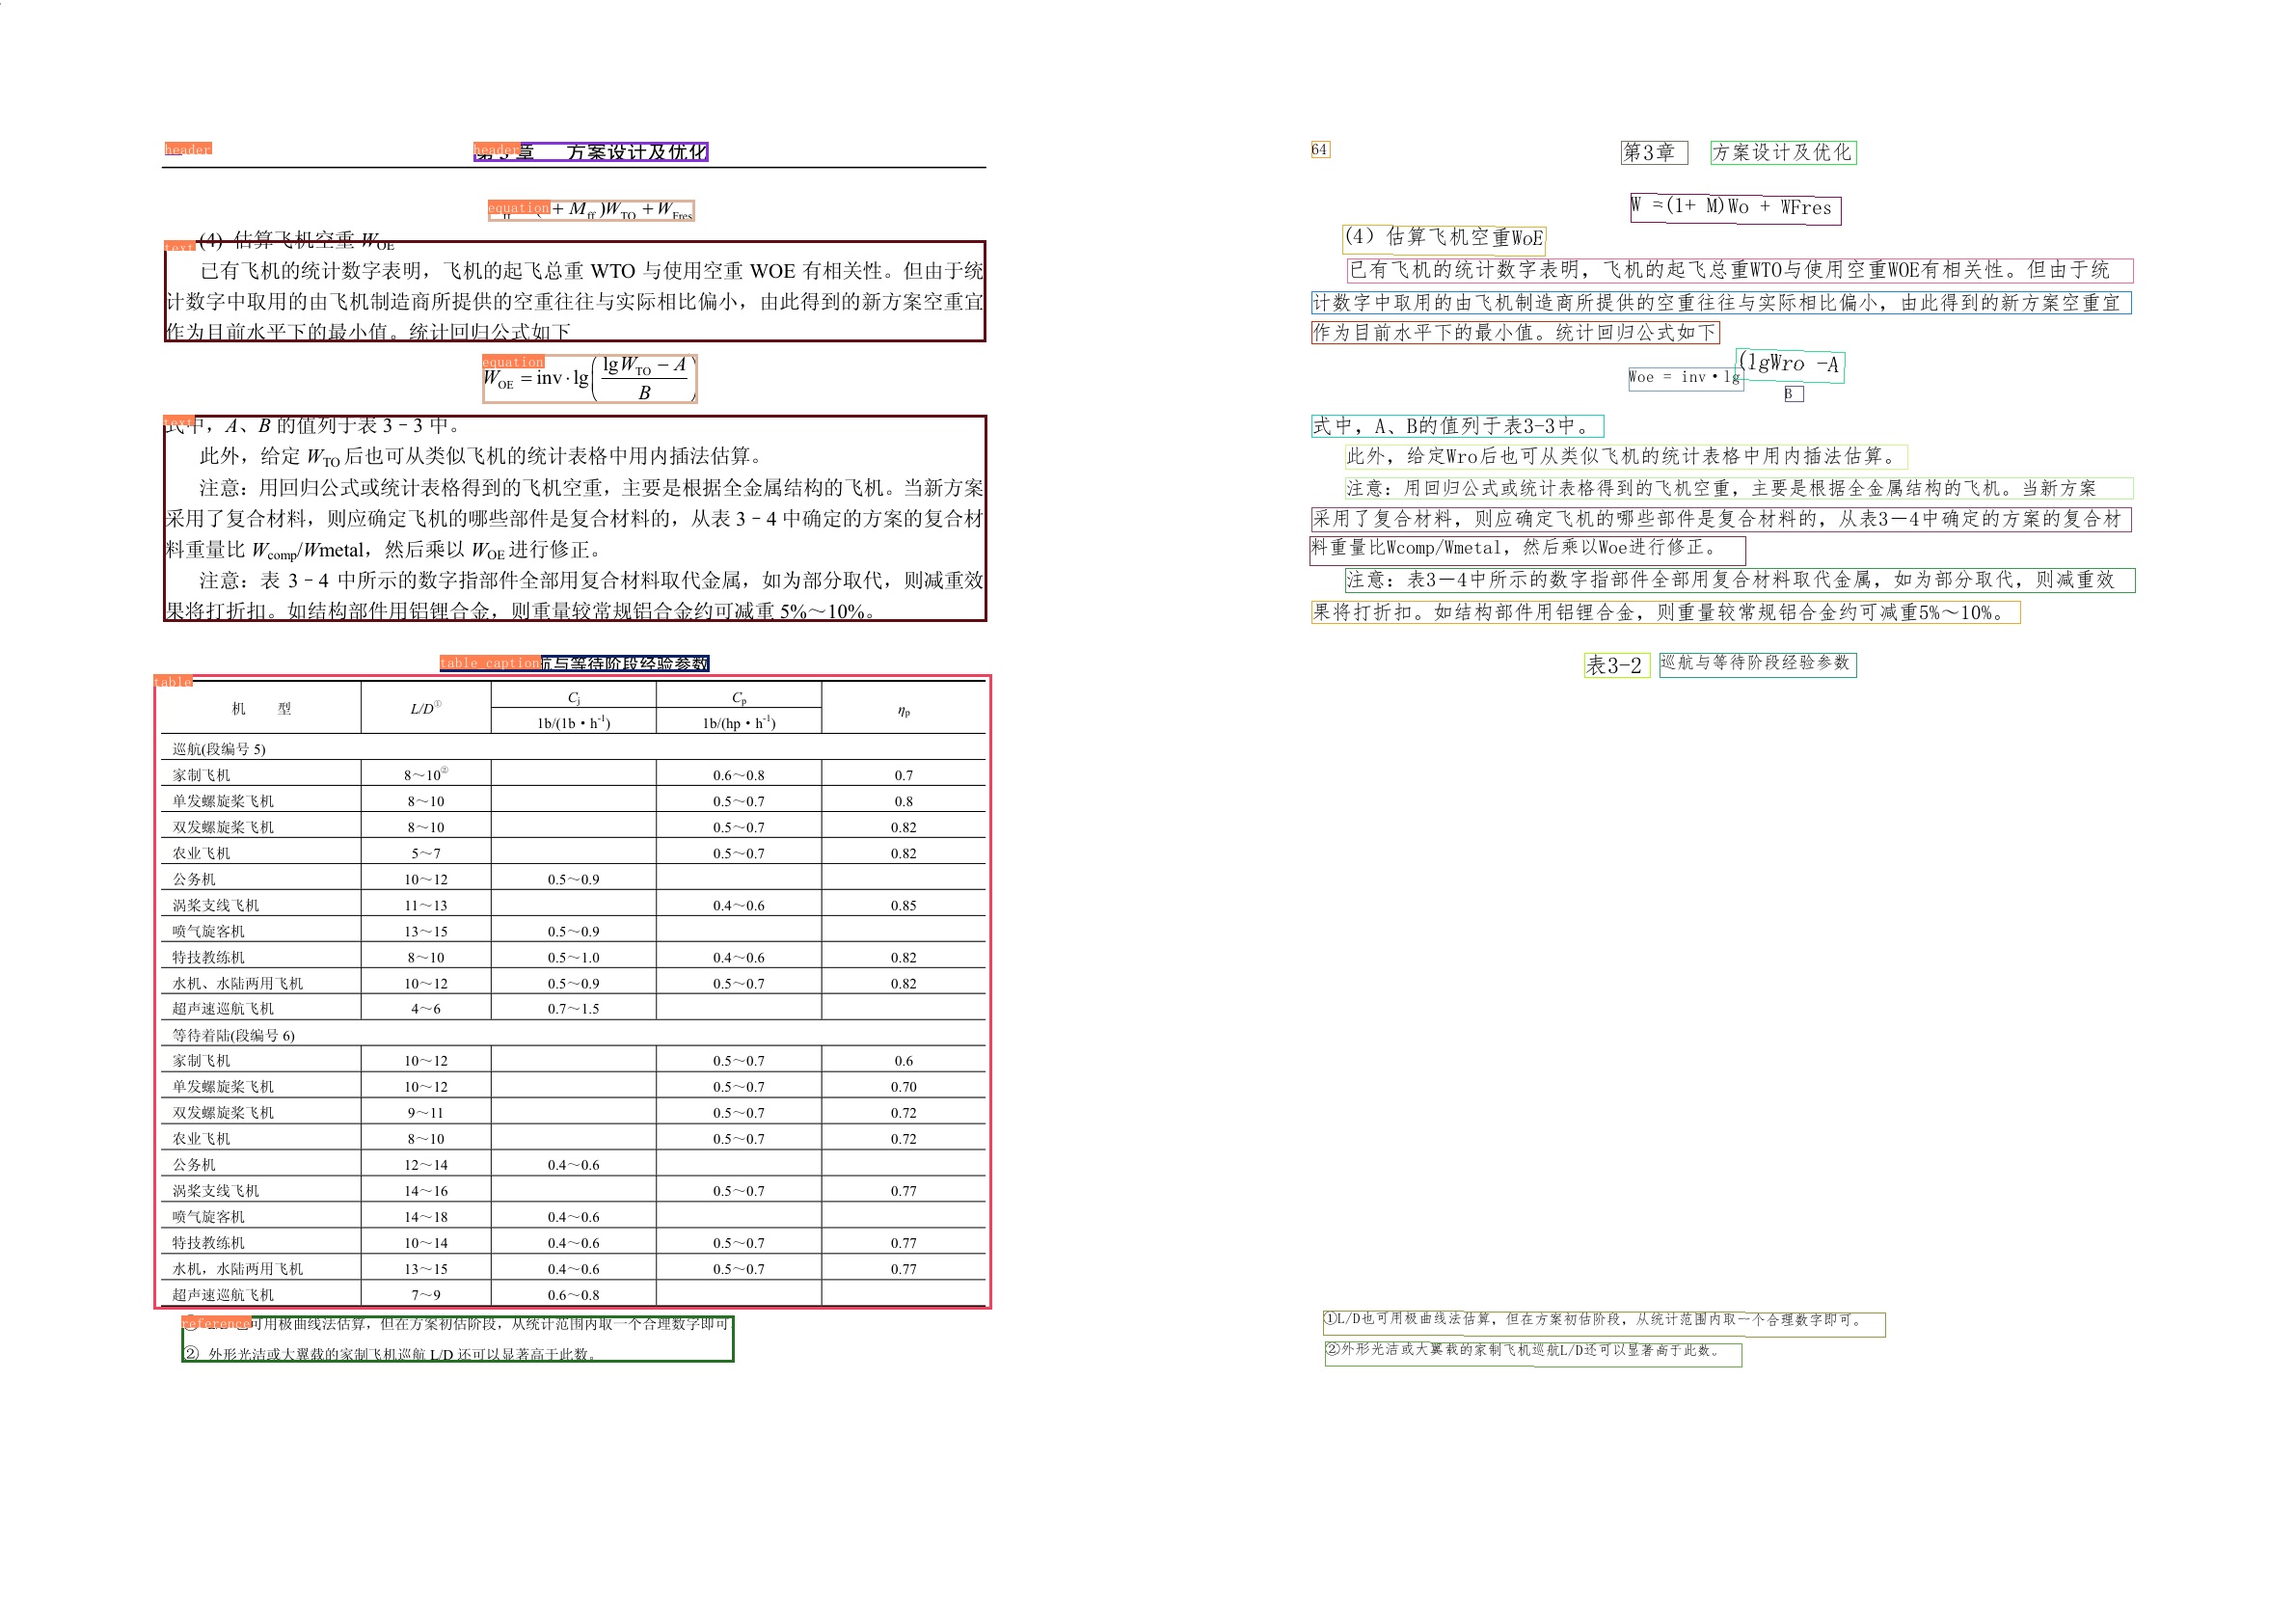 header
header 第3章 方案设计及优化
equation + M_ff)W_TO + W_Fres
text (4) 估算飞机空重 W_OE
已有飞机的统计数字表明，飞机的起飞总重 WTO 与使用空重 WOE 有相关性。但由于统
计数字中取用的由飞机制造商所提供的空重往往与实际相比偏小，由此得到的新方案空重宜
作为目前水平下的最小值。统计回归公式如下
equation
W_OE = inv·lg((lgW_TO − A)/B)
text
式中，A、B 的值列于表 3－3 中。
此外，给定 W_TO 后也可从类似飞机的统计表格中用内插法估算。
注意：用回归公式或统计表格得到的飞机空重，主要是根据全金属结构的飞机。当新方案
采用了复合材料，则应确定飞机的哪些部件是复合材料的，从表 3－4 中确定的方案的复合材
料重量比 W_comp/Wmetal，然后乘以 W_OE 进行修正。
注意：表 3－4 中所示的数字指部件全部用复合材料取代金属，如为部分取代，则减重效
果将打折扣。如结构部件用铝锂合金，则重量较常规铝合金约可减重 5%～10%。
table_caption 航与等待阶段经验参数
table
机 型 L/D① C_j C_p η_p
1b/(1b·h⁻¹) 1b/(hp·h⁻¹)
巡航(段编号 5)
家制飞机 8～10② 0.6～0.8 0.7
单发螺旋桨飞机 8～10 0.5～0.7 0.8
双发螺旋桨飞机 8～10 0.5～0.7 0.82
农业飞机 5～7 0.5～0.7 0.82
公务机 10～12 0.5～0.9
涡桨支线飞机 11～13 0.4～0.6 0.85
喷气旋客机 13～15 0.5～0.9
特技教练机 8～10 0.5～1.0 0.4～0.6 0.82
水机、水陆两用飞机 10～12 0.5～0.9 0.5～0.7 0.82
超声速巡航飞机 4～6 0.7～1.5
等待着陆(段编号 6)
家制飞机 10～12 0.5～0.7 0.6
单发螺旋桨飞机 10～12 0.5～0.7 0.70
双发螺旋桨飞机 9～11 0.5～0.7 0.72
农业飞机 8～10 0.5～0.7 0.72
公务机 12～14 0.4～0.6
涡桨支线飞机 14～16 0.5～0.7 0.77
喷气旋客机 14～18 0.4～0.6
特技教练机 10～14 0.4～0.6 0.5～0.7 0.77
水机，水陆两用飞机 13～15 0.4～0.6 0.5～0.7 0.77
超声速巡航飞机 7～9 0.6～0.8
reference 可用极曲线法估算，但在方案初估阶段，从统计范围内取一个合理数字即可
② 外形光洁或大翼载的家制飞机巡航 L/D 还可以显著高于此数。
64 第3章 方案设计及优化
W =(1+ M)Wo + WFres
(4) 估算飞机空重WoE
已有飞机的统计数字表明，飞机的起飞总重WTO与使用空重WOE有相关性。但由于统
计数字中取用的由飞机制造商所提供的空重往往与实际相比偏小，由此得到的新方案空重宜
作为目前水平下的最小值。统计回归公式如下
(lgWro -A
Woe = inv·lg
B
式中，A、B的值列于表3-3中。
此外，给定Wro后也可从类似飞机的统计表格中用内插法估算。
注意：用回归公式或统计表格得到的飞机空重，主要是根据全金属结构的飞机。当新方案
采用了复合材料，则应确定飞机的哪些部件是复合材料的，从表3－4中确定的方案的复合材
料重量比Wcomp/Wmetal，然后乘以Woe进行修正。
注意：表3－4中所示的数字指部件全部用复合材料取代金属，如为部分取代，则减重效
果将打折扣。如结构部件用铝锂合金，则重量较常规铝合金约可减重5%～10%。
表3-2 巡航与等待阶段经验参数
①L/D也可用极曲线法估算，但在方案初估阶段，从统计范围内取一个合理数字即可。
②外形光洁或大翼载的家制飞机巡航L/D还可以显著高于此数。